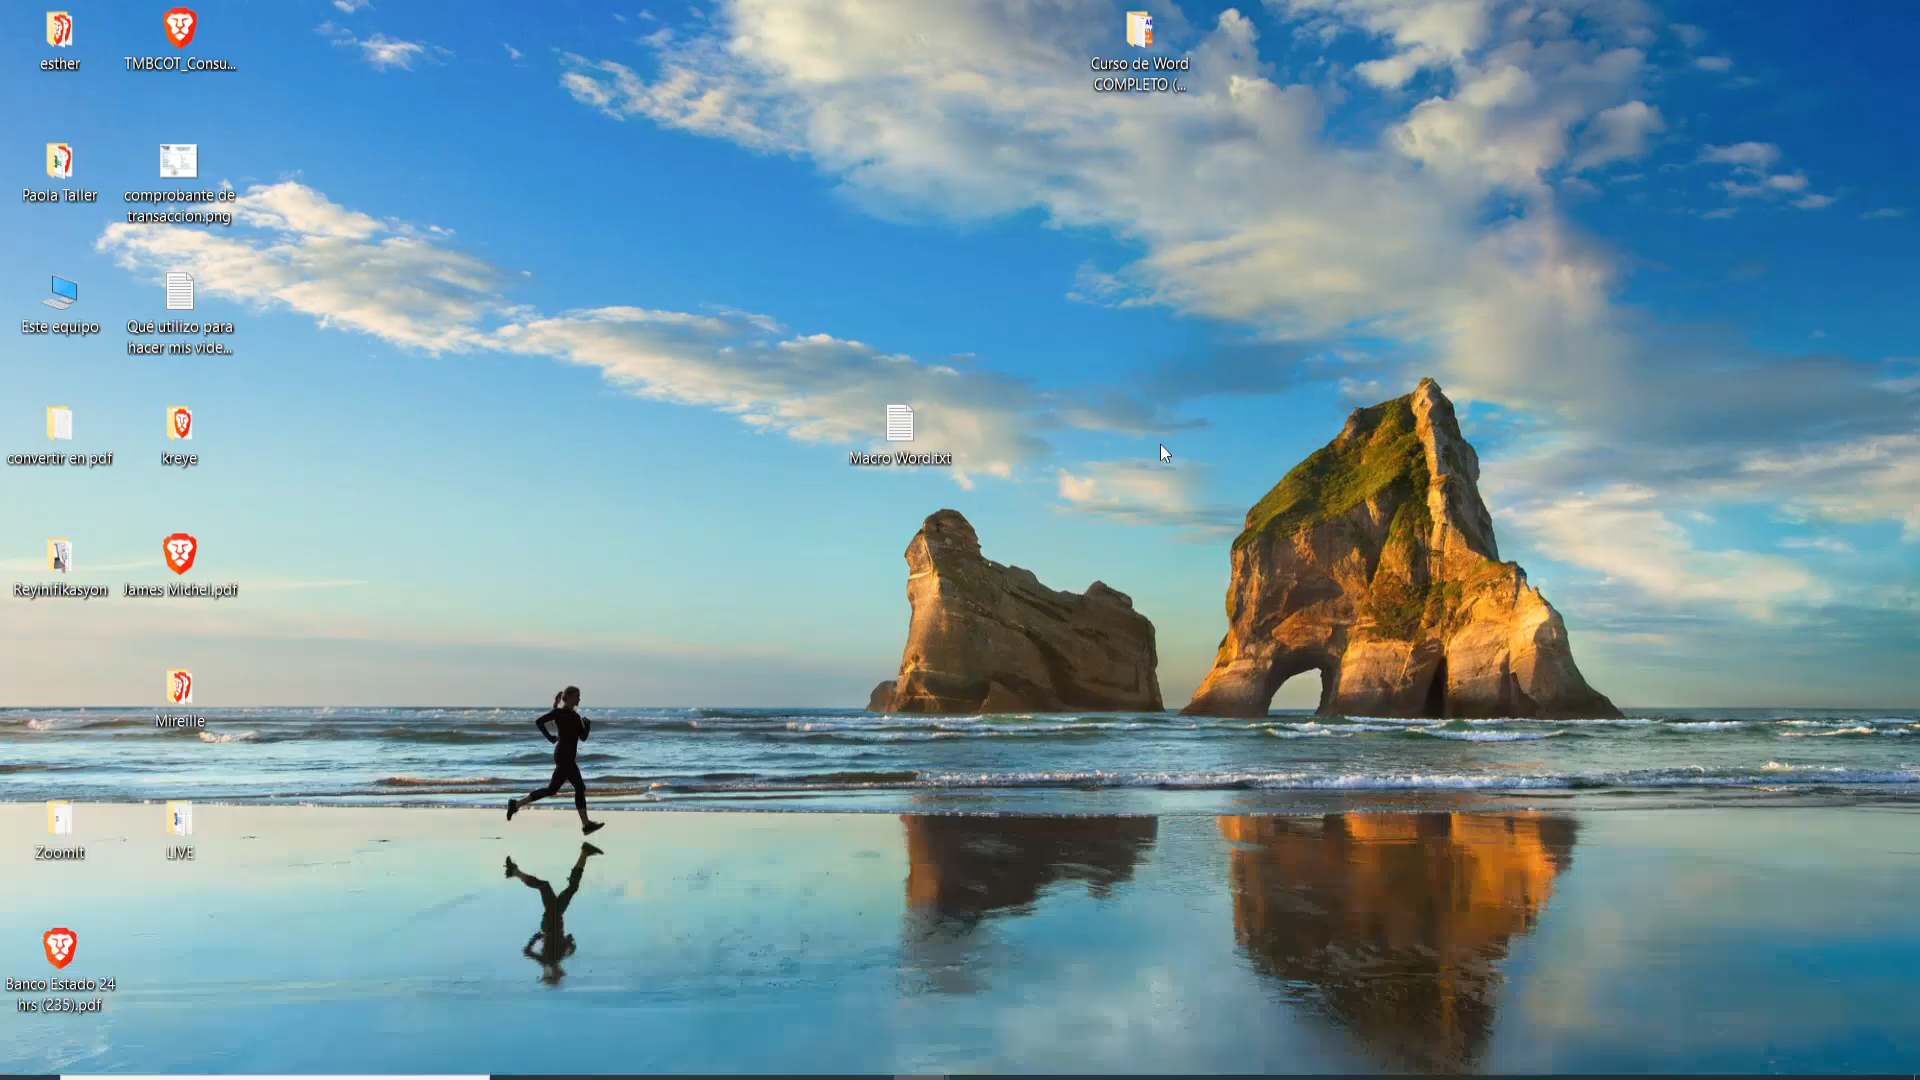 esther
TMBCOT_Consu...
Curso de Word
COMPLETO (...
Paola Taller
comprobante de
transaccion.png
Este equipo
Qué utilizo para
hacer mis vide...
convertir en pdf
kreye
Macro Word.txt
Reyinifikasyon
James Michel.pdf
Mireille
ZoomIt
LIVE
Banco Estado 24
hrs (235).pdf